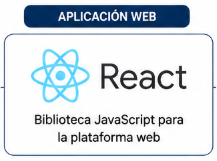 APLICACIÓN WEB
React
Biblioteca JavaScript para
la plataforma web